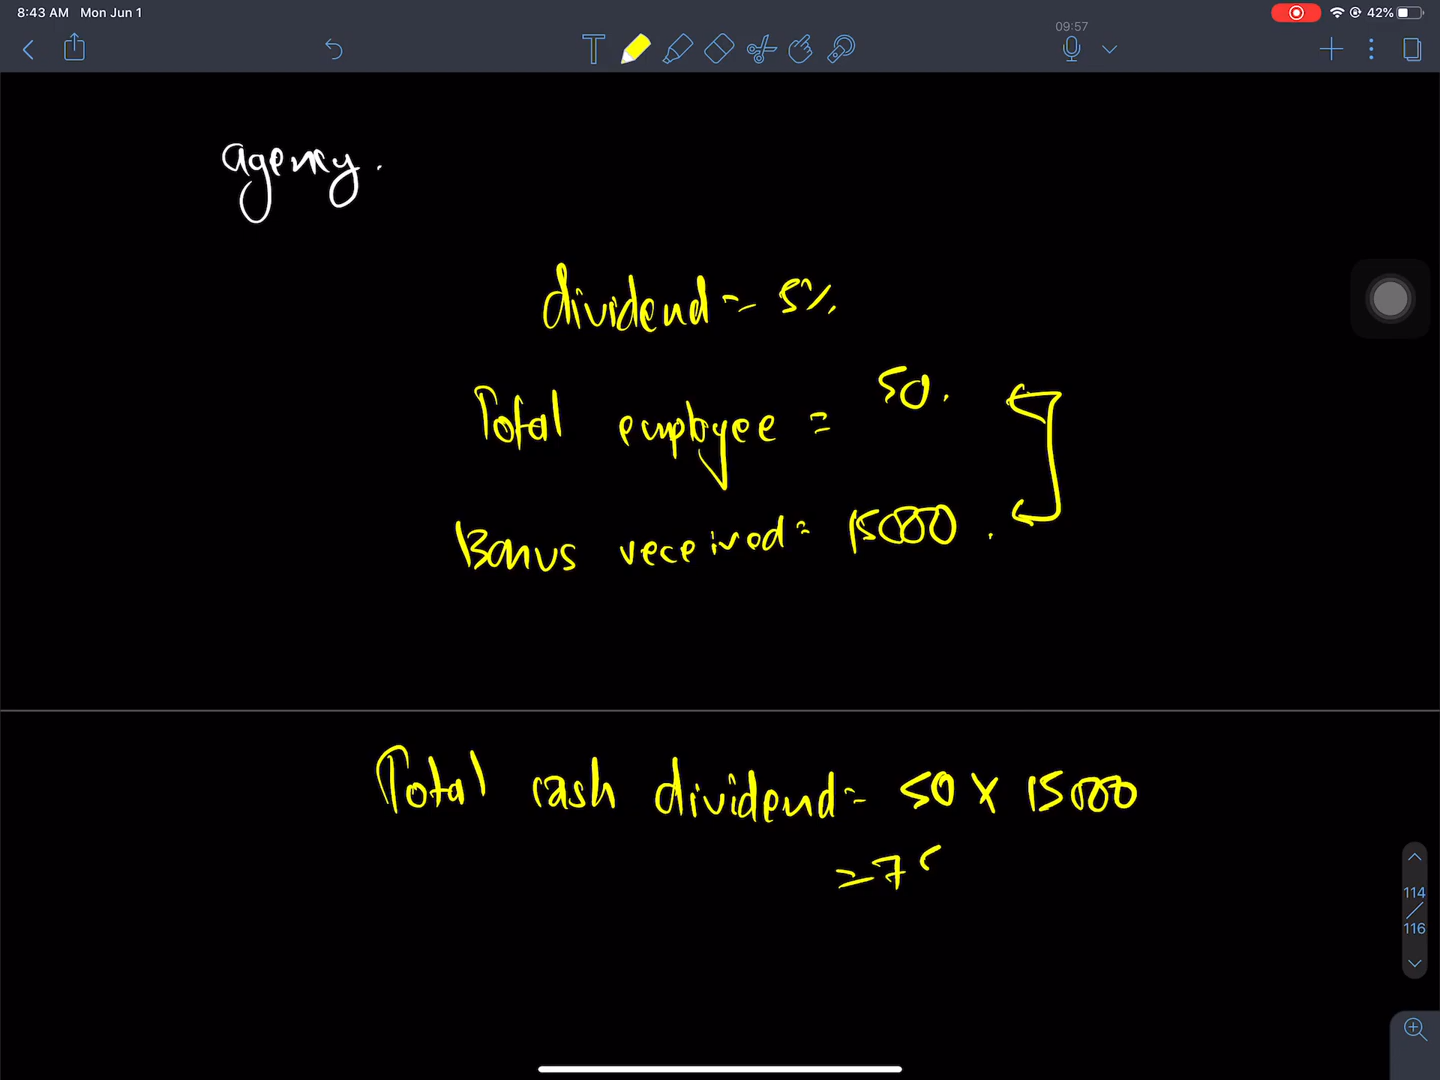 8:43 AM Mon Jun 1
42%
09:57
agency.
dividend = 5%
Total employee = 50.
Bonus received = 15000.
Total cash dividend = 50 x 15000
= 7
114
116